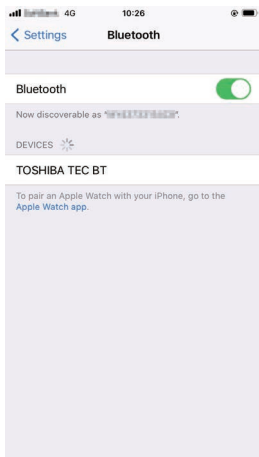 4G 10:26
Settings Bluetooth
Bluetooth
Now discoverable as "
DEVICES
TOSHIBA TEC BT
To pair an Apple Watch with your iPhone, go to the
Apple Watch app.